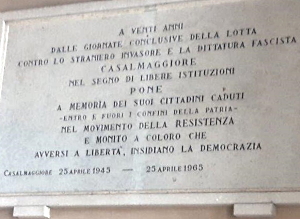 A VENTI ANNI
DALLE GIORNATE CONCLUSIVE DELLA LOTTA
CONTRO LO STRANIERO INVASORE E LA DITTATURA FASCISTA
CASALMAGGIORE
NEL SEGNO DI LIBERE ISTITUZIONI
PONE
A MEMORIA DEI SUOI CITTADINI CADUTI
-ENTRO E FUORI I CONFINI DELLA PATRIA-
NEL MOVIMENTO DELLA RESISTENZA
E MONITO A COLORO CHE
AVVERSI A LIBERTÀ, INSIDIANO LA DEMOCRAZIA
CASALMAGGIORE 25 APRILE 1945 — 25 APRILE 1965